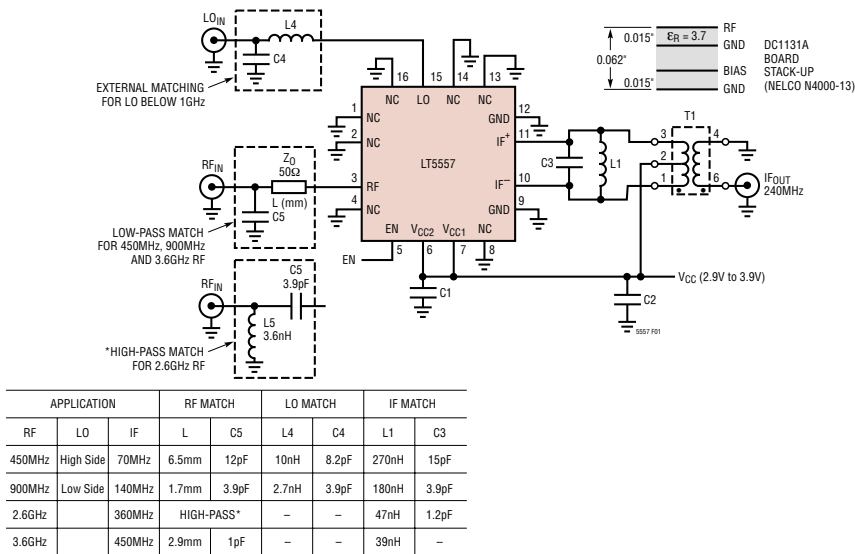 LO_IN
L4
C4
EXTERNAL MATCHING
FOR LO BELOW 1GHz
RF
0.015"
εR = 3.7
GND
0.062"
BIAS
0.015"
GND
DC1131A
BOARD
STACK-UP
(NELCO N4000-13)
16 15 14 13
NC LO NC NC
1
NC
2
NC
3
RF
4
NC
LT5557
12
GND
11
IF+
10
IF−
9
GND
EN VCC2 VCC1 NC
5 6 7 8
EN
RF_IN
Z_O
50Ω
L (mm)
C5
LOW-PASS MATCH
FOR 450MHz, 900MHz
AND 3.6GHz RF
C3
L1
T1
3 4
2
1 6
IF_OUT
240MHz
RF_IN
C5
3.9pF
L5
3.6nH
*HIGH-PASS MATCH
FOR 2.6GHz RF
C1
VCC (2.9V to 3.9V)
C2
5557 F01
APPLICATION RF MATCH LO MATCH IF MATCH
RF LO IF L C5 L4 C4 L1 C3
450MHz High Side 70MHz 6.5mm 12pF 10nH 8.2pF 270nH 15pF
900MHz Low Side 140MHz 1.7mm 3.9pF 2.7nH 3.9pF 180nH 3.9pF
2.6GHz 360MHz HIGH-PASS* – – 47nH 1.2pF
3.6GHz 450MHz 2.9mm 1pF – – 39nH –